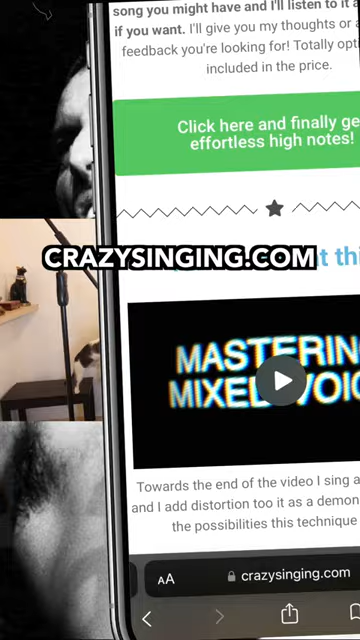 song you might have and I'll listen to it a
if you want. I'll give you my thoughts or a
feedback you're looking for! Totally opti
included in the price.
Click here and finally ge
effortless high notes!
CRAZYSINGING.COM
t thi
MASTERING
MIXED VOIC
Towards the end of the video I sing a
and I add distortion too it as a demon
the possibilities this technique
AA
crazysinging.com